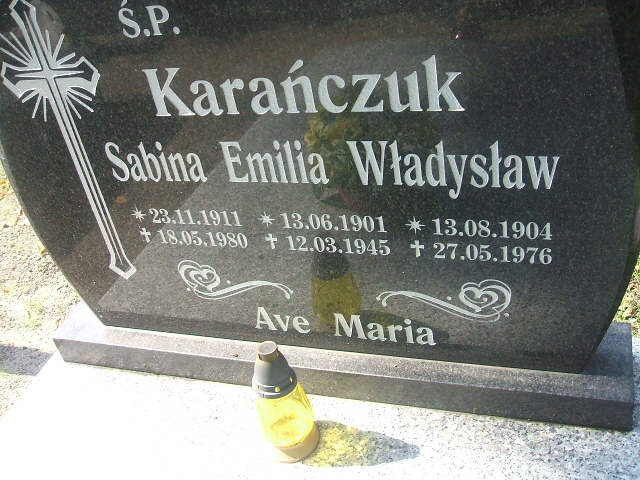 Ś.P.
Karańczuk
Sabina Emilia Władysław
✶ 23.11.1911 ✶ 13.06.1901 ✶ 13.08.1904
✝ 18.05.1980 ✝ 12.03.1945 ✝ 27.05.1976
Ave Maria